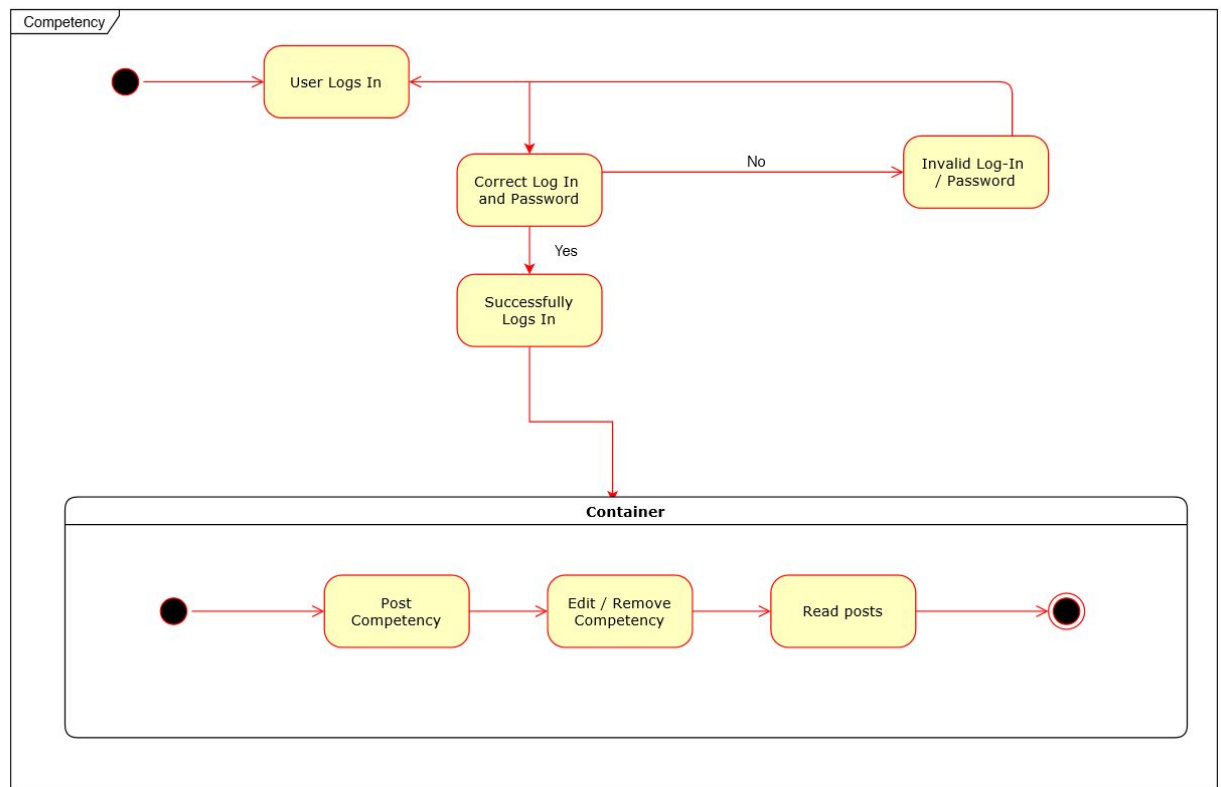 Competency
User Logs In
Correct Log In
and Password
No
Invalid Log-In
/ Password
Yes
Successfully
Logs In
Container
Post
Competency
Edit / Remove
Competency
Read posts